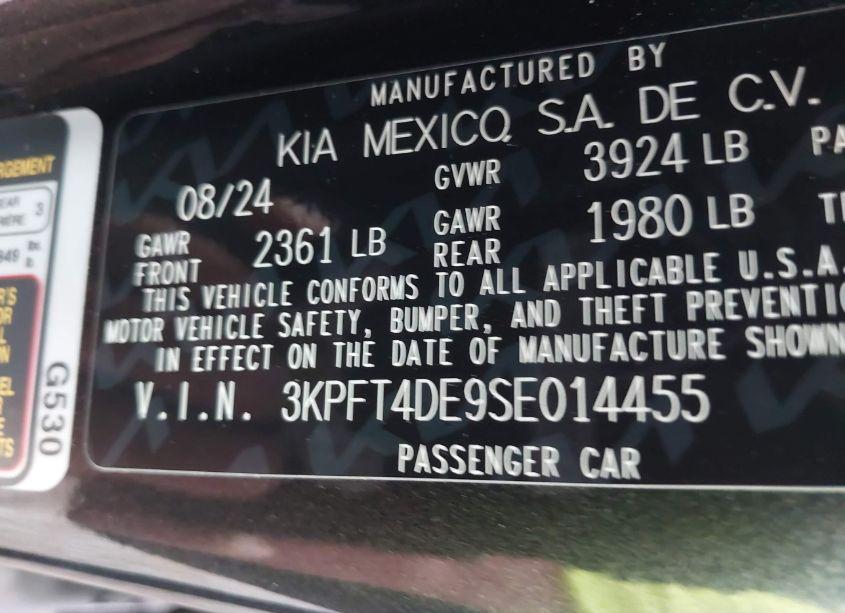 MANUFACTURED BY
KIA MEXICO, S.A. DE C.V.
08/24 GVWR 3924 LB
GAWR FRONT 2361 LB GAWR REAR 1980 LB
THIS VEHICLE CONFORMS TO ALL APPLICABLE U.S.A.
MOTOR VEHICLE SAFETY, BUMPER, AND THEFT PREVENTI
IN EFFECT ON THE DATE OF MANUFACTURE SHOWN
V.I.N. 3KPFT4DE9SE014455
PASSENGER CAR
G530